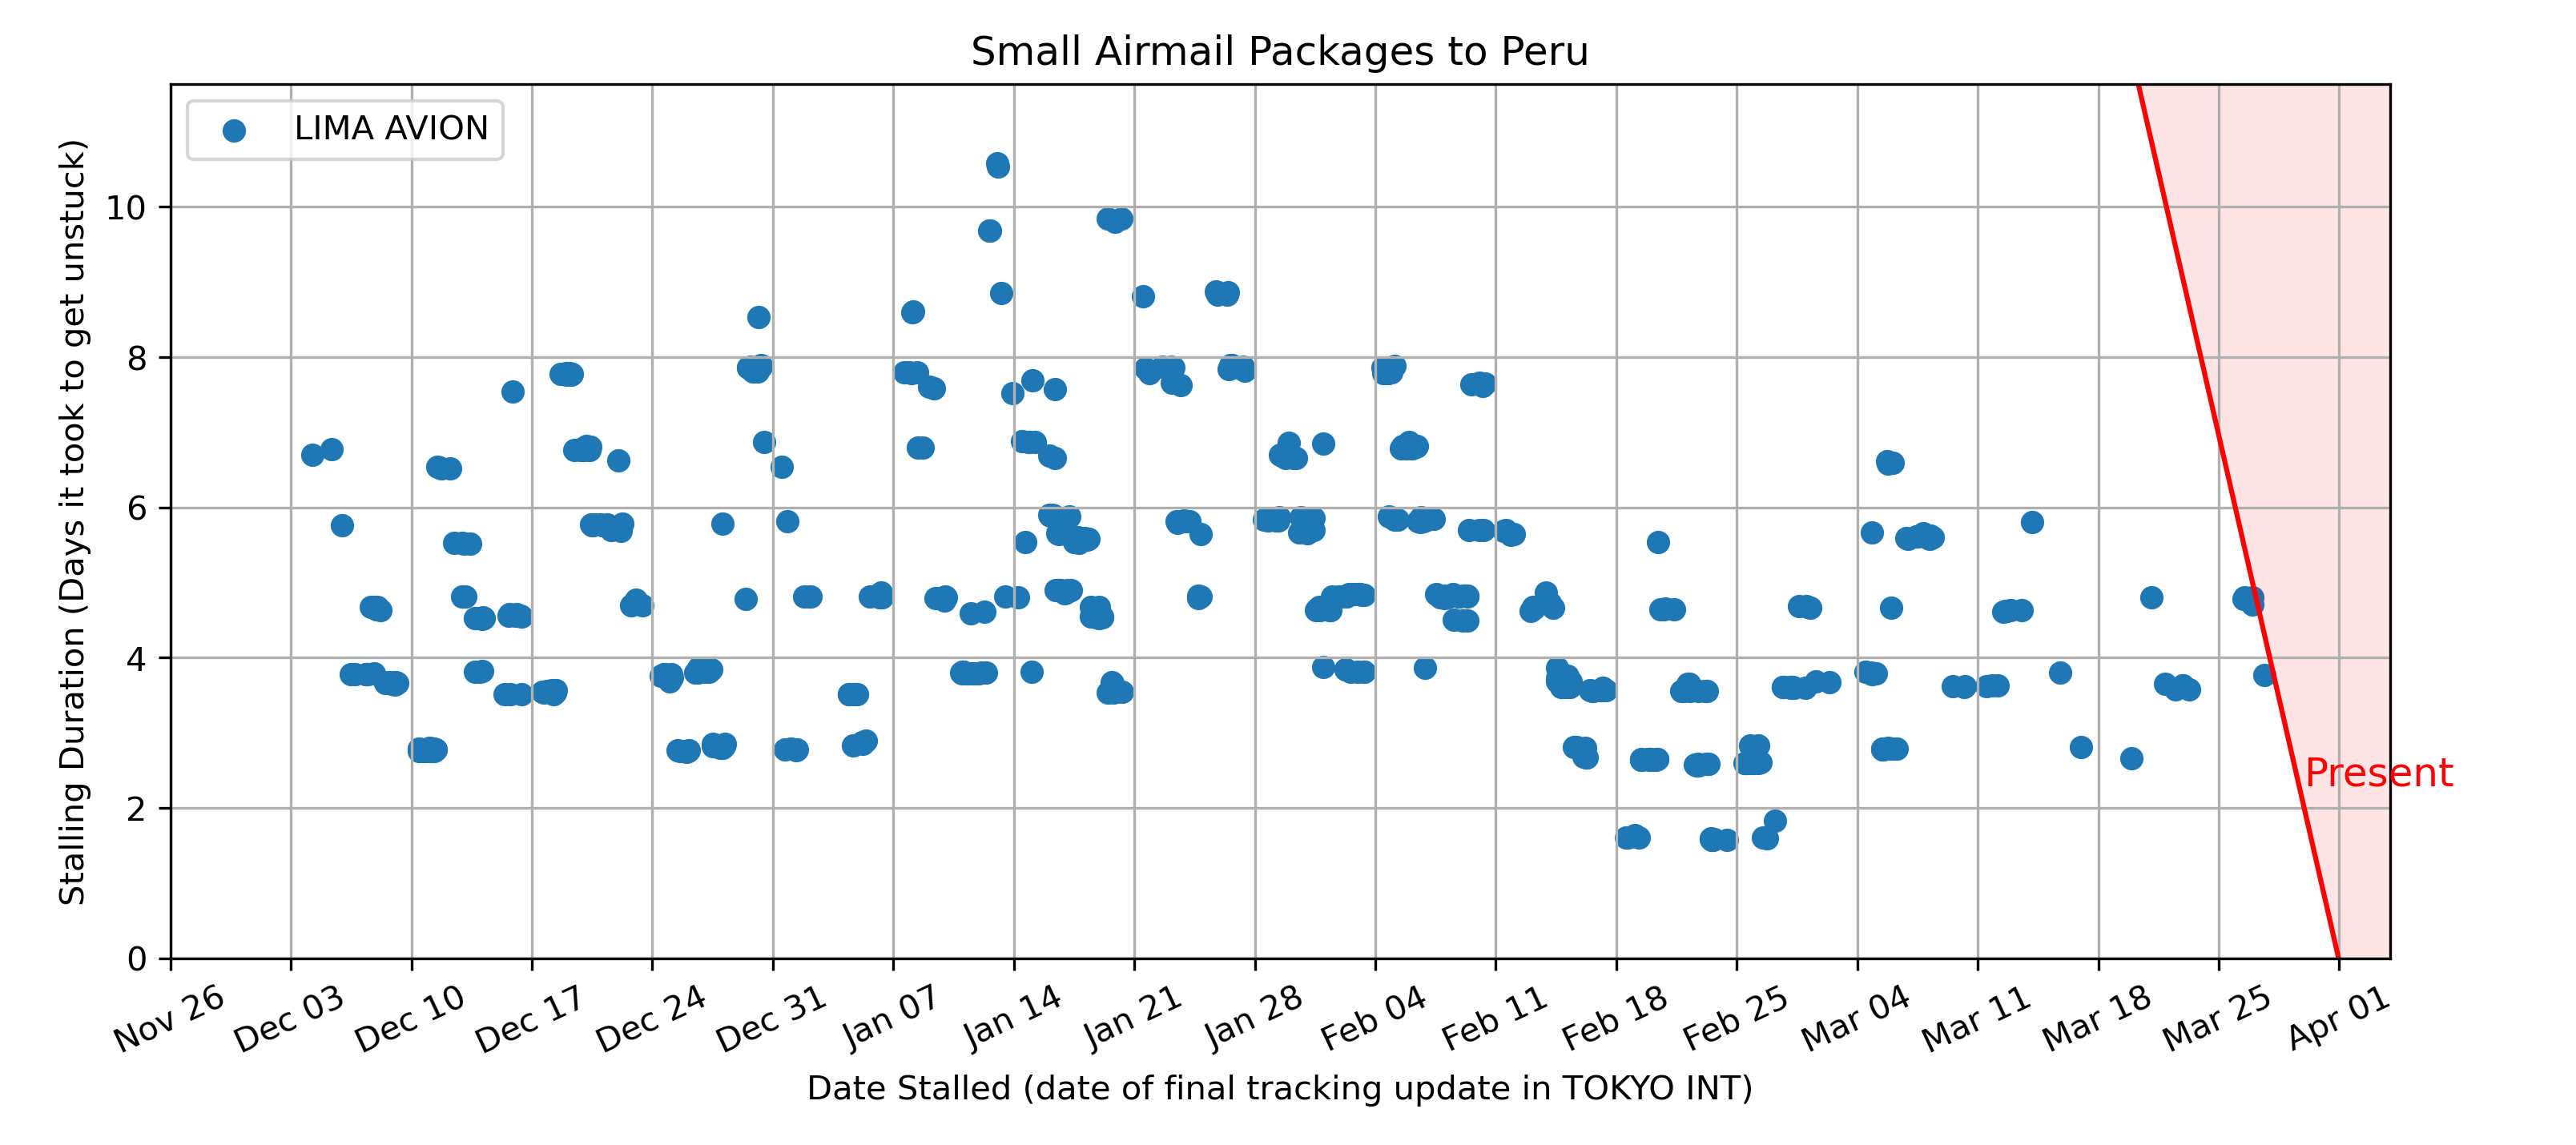 Small Airmail Packages to Peru
LIMA AVION
Stalling Duration (Days it took to get unstuck)
10
8
6
4
2
0
Present
Nov 26
Dec 03
Dec 10
Dec 17
Dec 24
Dec 31
Jan 07
Jan 14
Jan 21
Jan 28
Feb 04
Feb 11
Feb 18
Feb 25
Mar 04
Mar 11
Mar 18
Mar 25
Apr 01
Date Stalled (date of final tracking update in TOKYO INT)